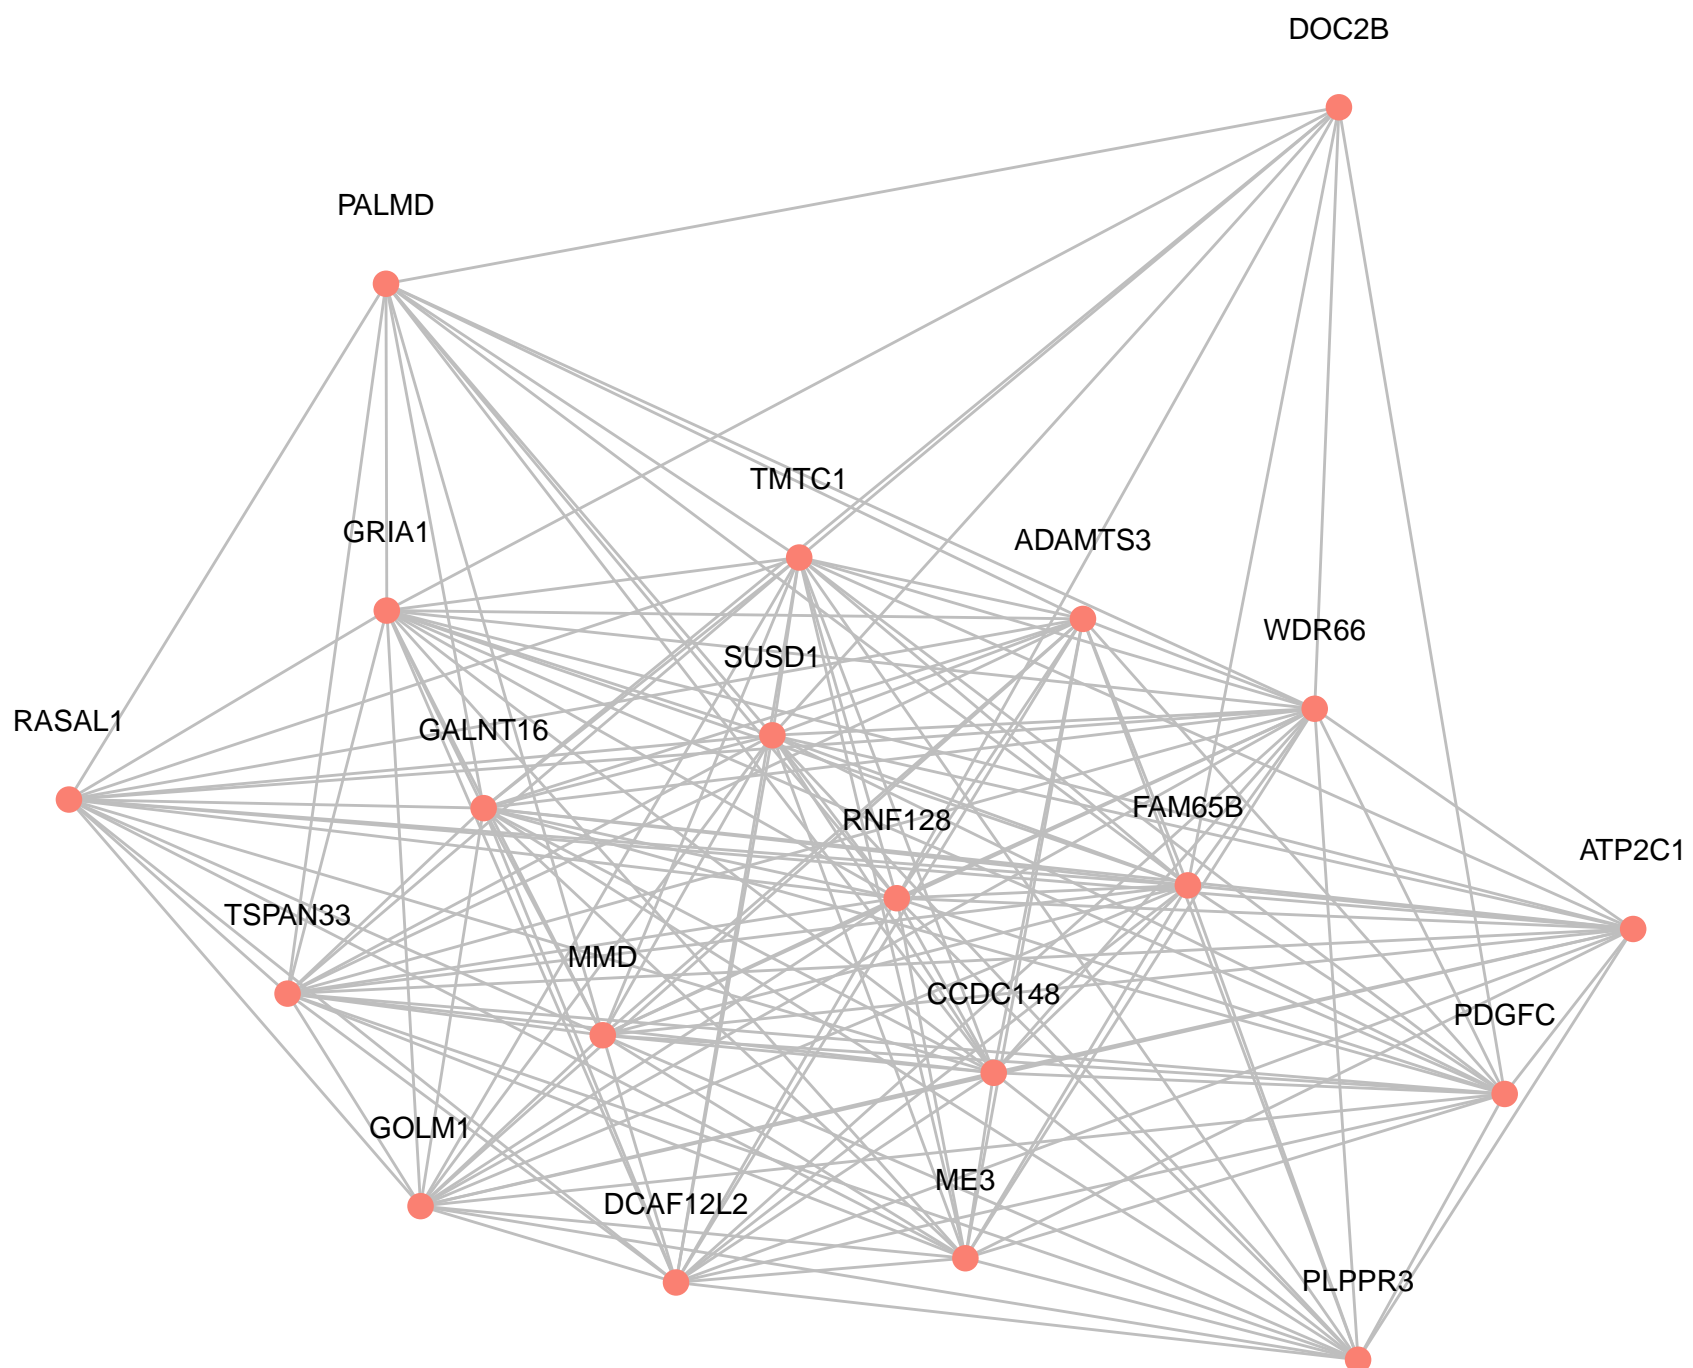 DOC2B
PALMD
TMTC1
GRIA1
ADAMTS3
WDR66
SUSD1
RASAL1
GALNT16
FAM65B
RNF128
ATP2C1
TSPAN33
MMD
CCDC148
PDGFC
GOLM1
ME3
DCAF12L2
PLPPR3